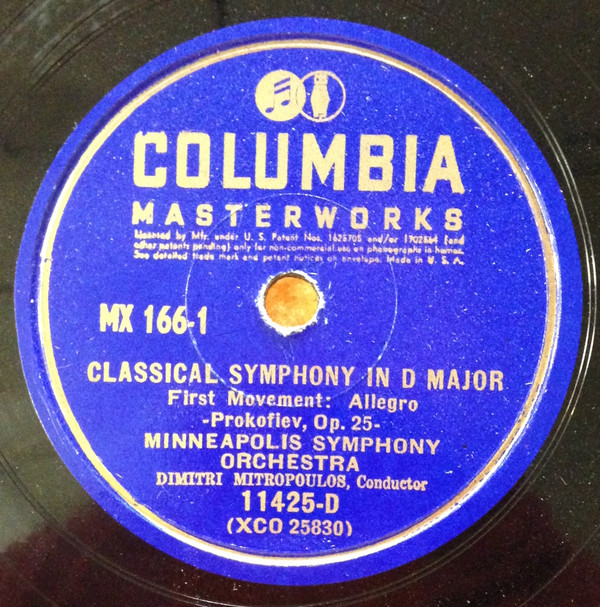 COLUMBIA
MASTERWORKS
Licensed by Mfr. under U. S. Patent Nos. 1625705 and/or 1702564 (and
other patents pending) only for non-commercial use on phonographs in homes.
See detailed trade mark and patent notices on envelope. Made in U. S. A.
MX 166-1
CLASSICAL SYMPHONY IN D MAJOR
First Movement: Allegro
-Prokofiev, Op. 25-
MINNEAPOLIS SYMPHONY
ORCHESTRA
DIMITRI MITROPOULOS, Conductor
11425-D
(XCO 25830)